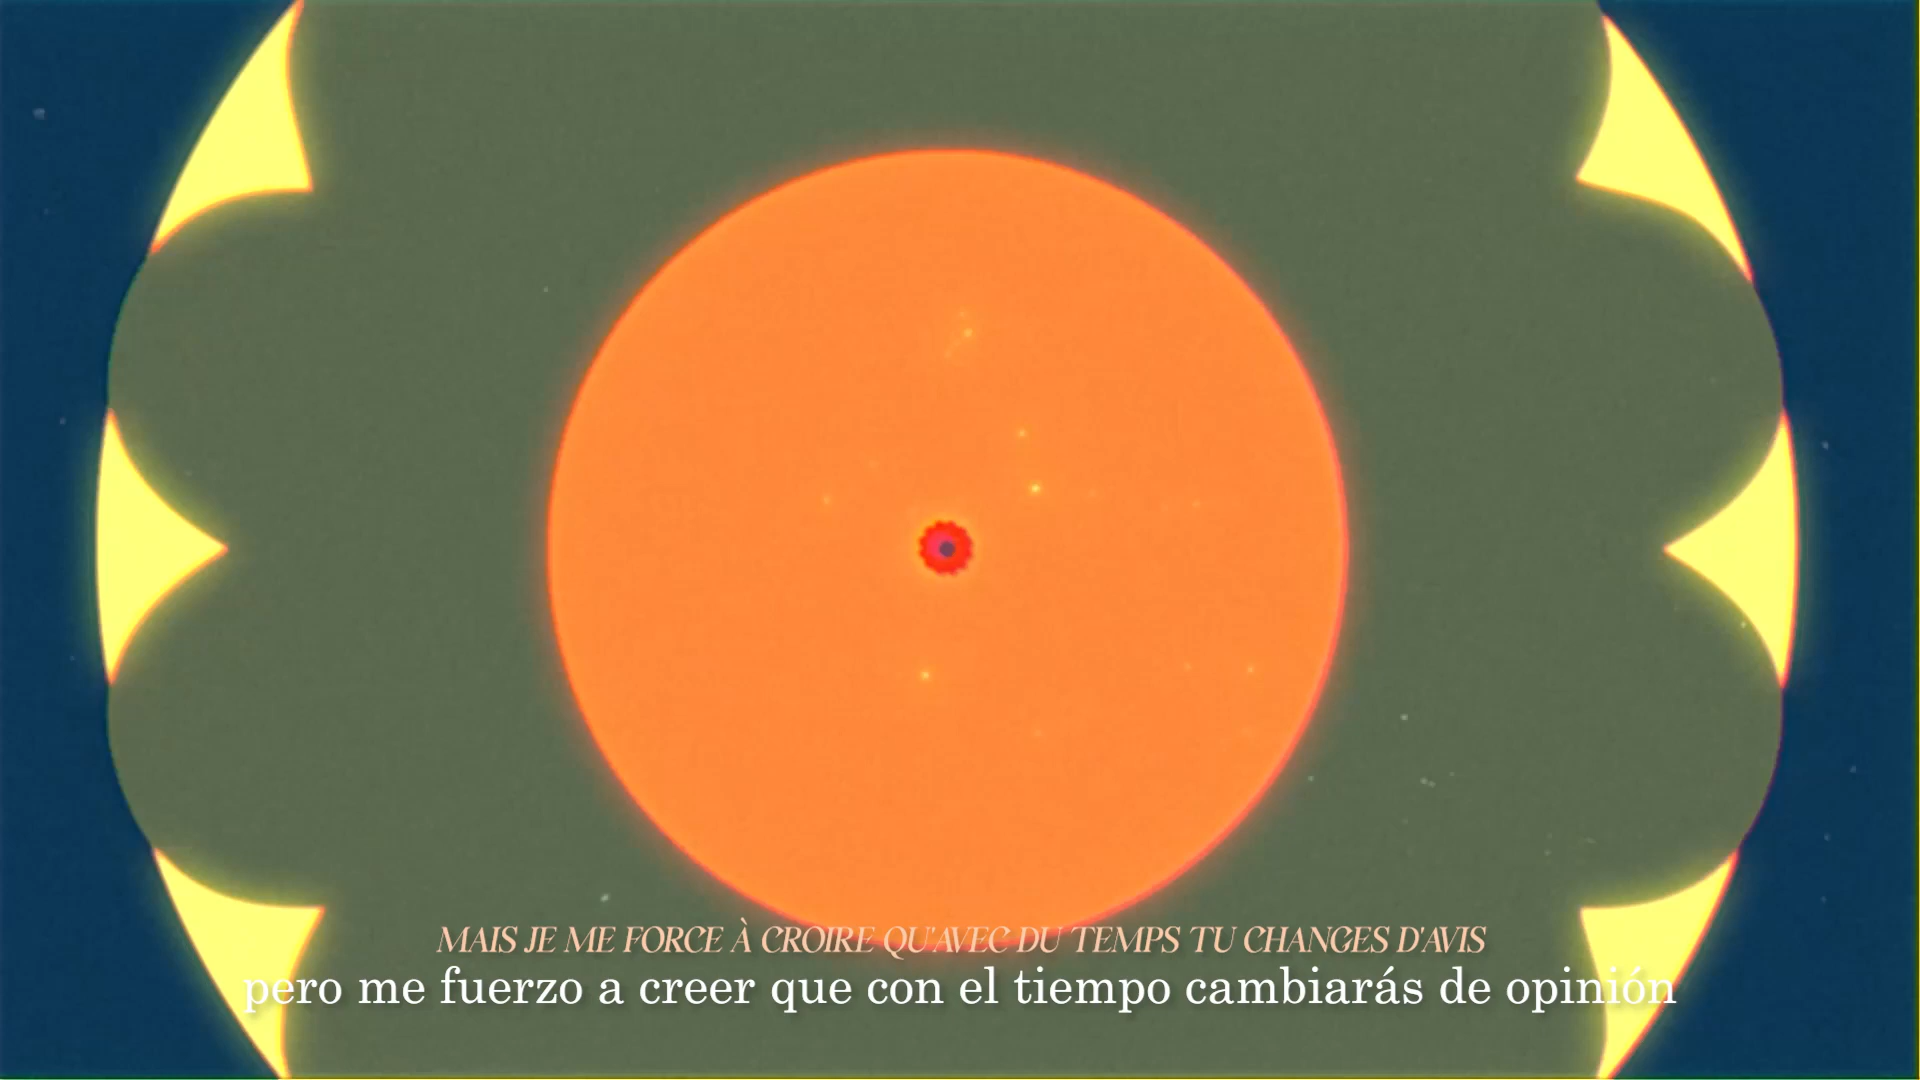 MAIS JE ME FORCE À CROIRE QU'AVEC DU TEMPS TU CHANGES D'AVIS
pero me fuerzo a creer que con el tiempo cambiarás de opinión